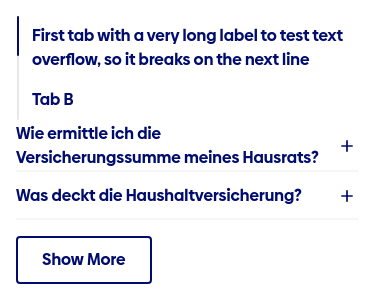 First tab with a very long label to test text
overflow, so it breaks on the next line
Tab B
Wie ermittle ich die
Versicherungssumme meines Hausrats?
Was deckt die Haushaltversicherung?
Show More